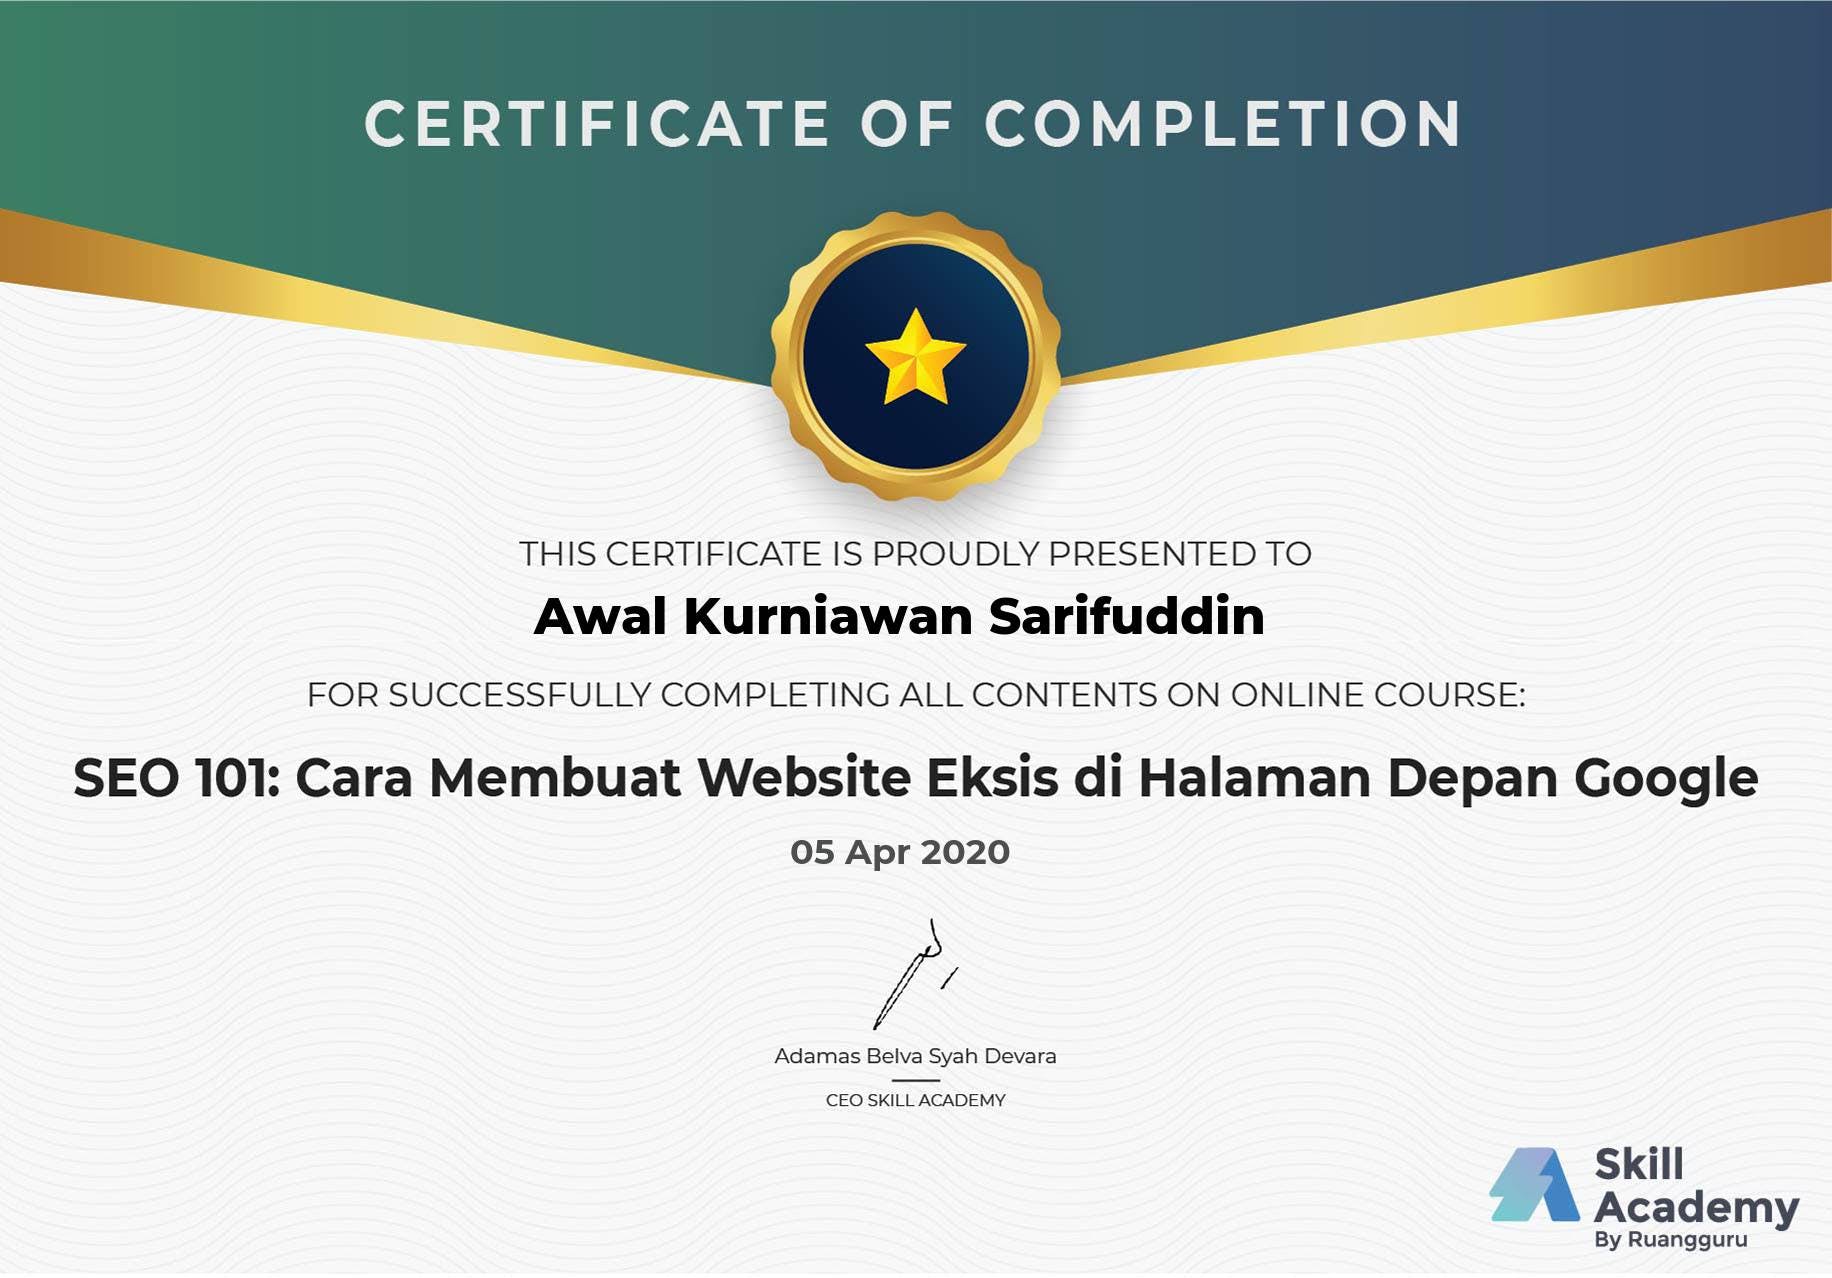 CERTIFICATE OF COMPLETION
THIS CERTIFICATE IS PROUDLY PRESENTED TO
Awal Kurniawan Sarifuddin
FOR SUCCESSFULLY COMPLETING ALL CONTENTS ON ONLINE COURSE:
SEO 101: Cara Membuat Website Eksis di Halaman Depan Google
05 Apr 2020
Adamas Belva Syah Devara
CEO SKILL ACADEMY
Skill
Academy
By Ruangguru